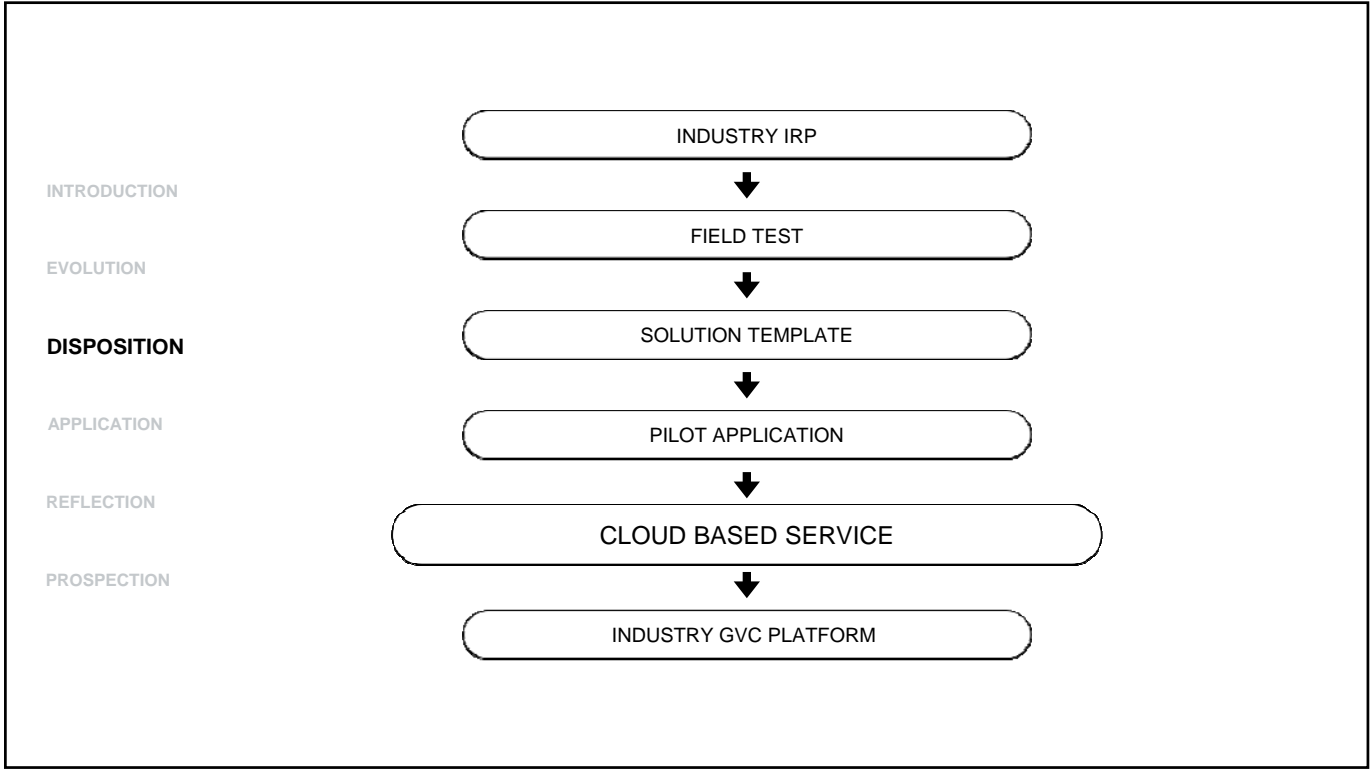 INTRODUCTION
EVOLUTION
DISPOSITION
APPLICATION
REFLECTION
PROSPECTION
INDUSTRY IRP
FIELD TEST
SOLUTION TEMPLATE
PILOT APPLICATION
CLOUD BASED SERVICE
INDUSTRY GVC PLATFORM